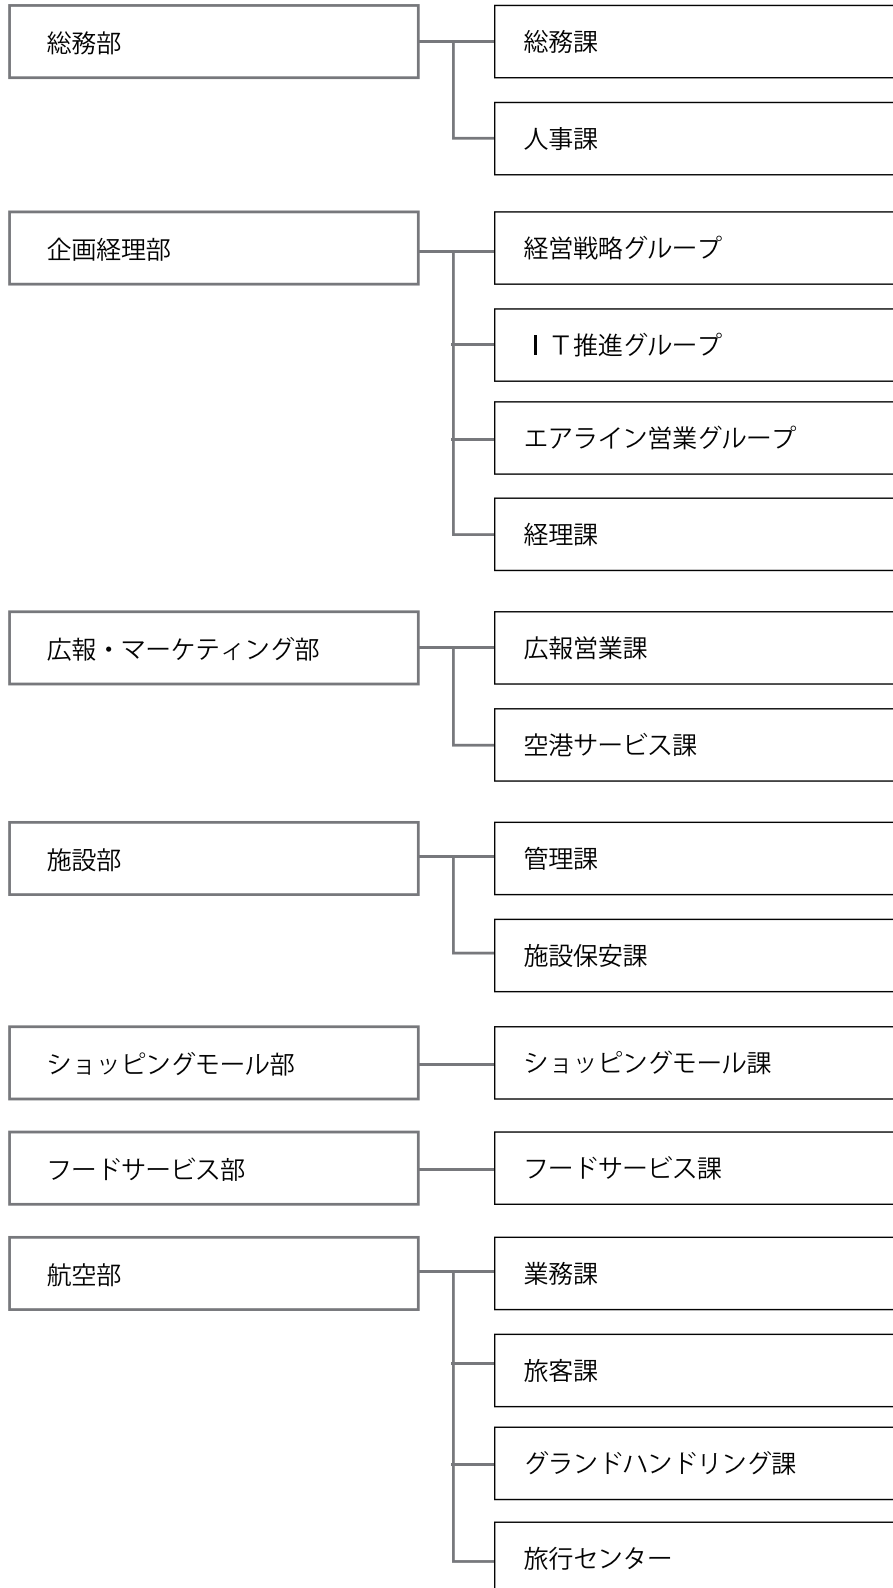 総務部
総務課
人事課
企画経理部
経営戦略グループ
ＩＴ推進グループ
エアライン営業グループ
経理課
広報・マーケティング部
広報営業課
空港サービス課
施設部
管理課
施設保安課
ショッピングモール部
ショッピングモール課
フードサービス部
フードサービス課
航空部
業務課
旅客課
グランドハンドリング課
旅行センター